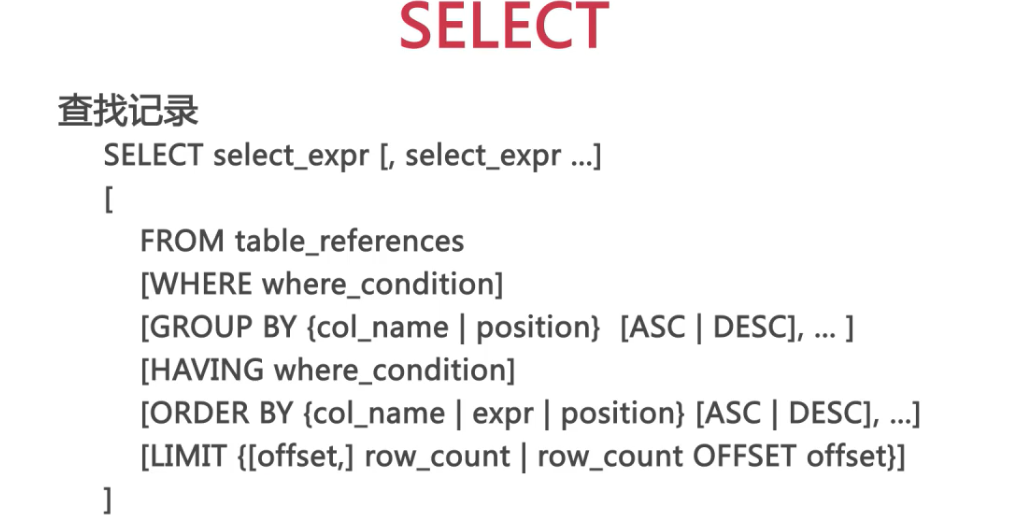 SELECT
查找记录
SELECT select_expr [, select_expr ...]
[
FROM table_references
[WHERE where_condition]
[GROUP BY {col_name | position} [ASC | DESC], ... ]
[HAVING where_condition]
[ORDER BY {col_name | expr | position} [ASC | DESC], ...]
[LIMIT {[offset,] row_count | row_count OFFSET offset}]
]